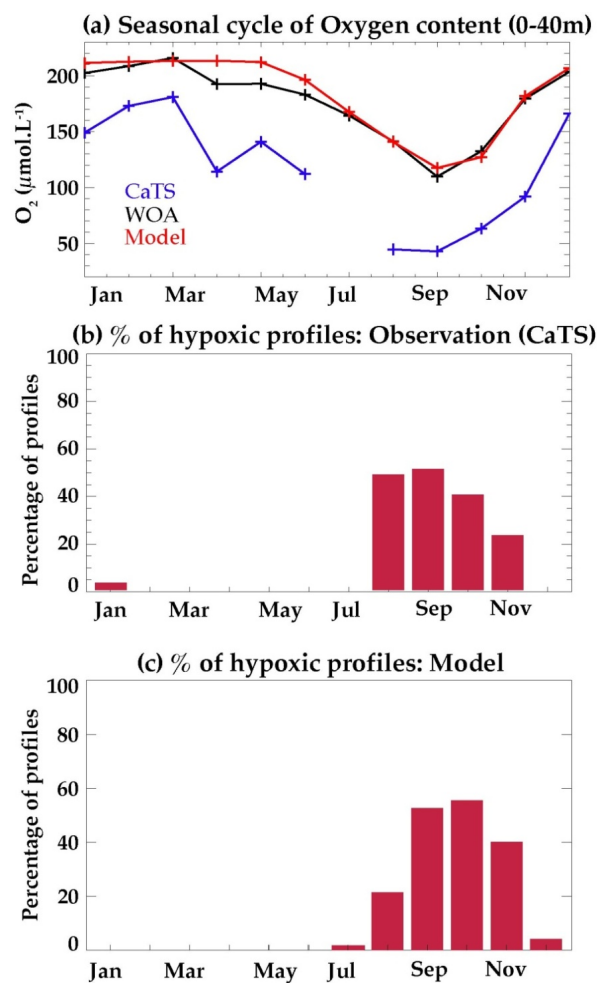 (a) Seasonal cycle of Oxygen content (0-40m)
O₂ (μmol.L⁻¹)
200
150
100
50
CaTS
WOA
Model
Jan Mar May Jul Sep Nov
(b) % of hypoxic profiles: Observation (CaTS)
Percentage of profiles
100
80
60
40
20
0
Jan Mar May Jul Sep Nov
(c) % of hypoxic profiles: Model
Percentage of profiles
100
80
60
40
20
0
Jan Mar May Jul Sep Nov